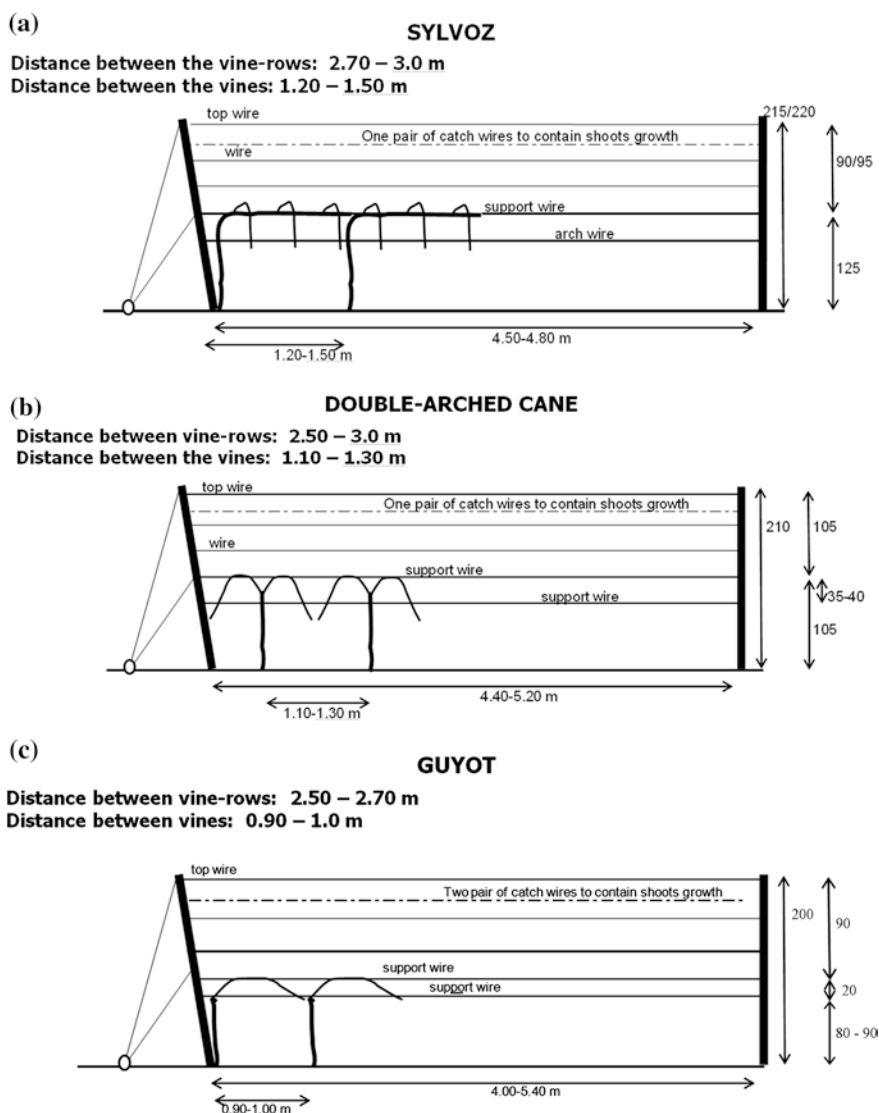 (a)
SYLVOZ
Distance between the vine-rows: 2.70 – 3.0 m
Distance between the vines: 1.20 – 1.50 m
top wire
215/220
One pair of catch wires to contain shoots growth
wire
90/95
support wire
arch wire
125
4.50-4.80 m
1.20-1.50 m
(b)
DOUBLE-ARCHED CANE
Distance between vine-rows: 2.50 – 3.0 m
Distance between the vines: 1.10 – 1.30 m
top wire
One pair of catch wires to contain shoots growth
210
105
wire
support wire
support wire
35-40
105
4.40-5.20 m
1.10-1.30 m
(c)
GUYOT
Distance between vine-rows: 2.50 – 2.70 m
Distance between vines: 0.90 – 1.0 m
top wire
Two pair of catch wires to contain shoots growth
200
90
support wire
support wire
20
80 - 90
4.00-5.40 m
0.90-1.00 m